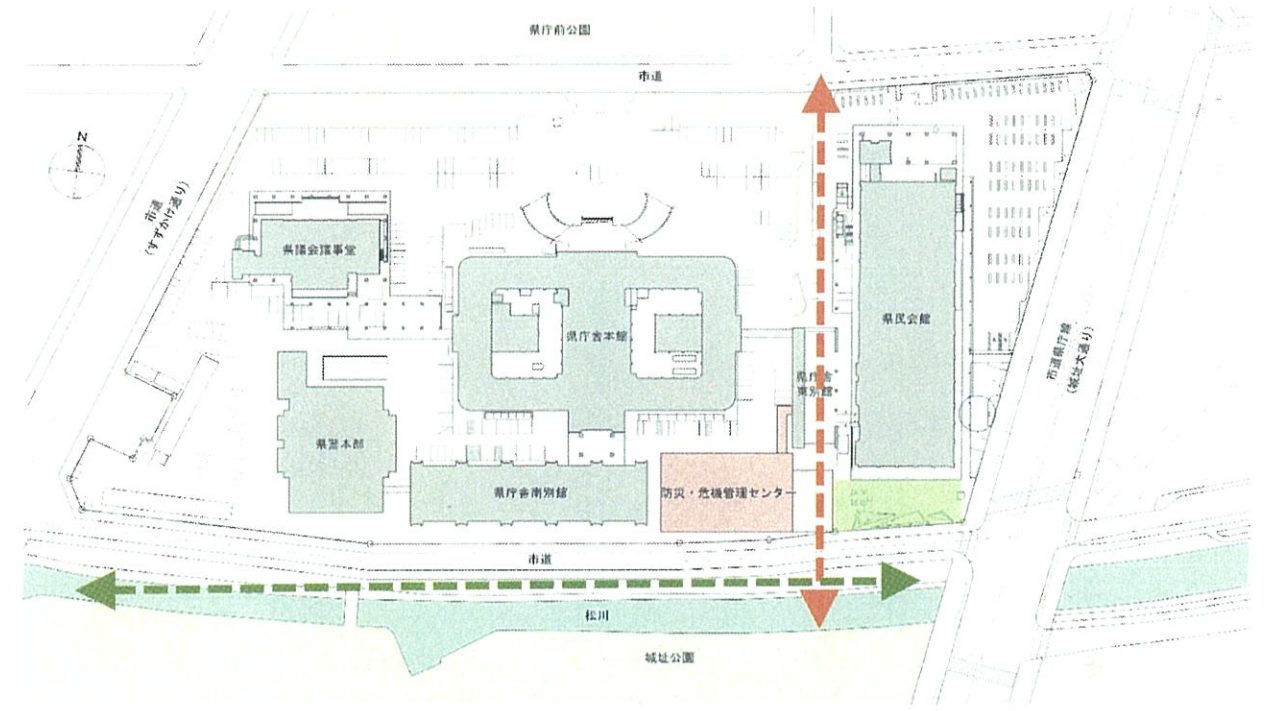 県庁前公園
市道
N
市道
(すずかけ通り)
県議会議事堂
県庁舎本館
県民会館
市道県庁線
(城址大通り)
県庁舎
東別館
県警本部
県庁舎南別館
防災・危機管理センター
市道
松川
城址公園